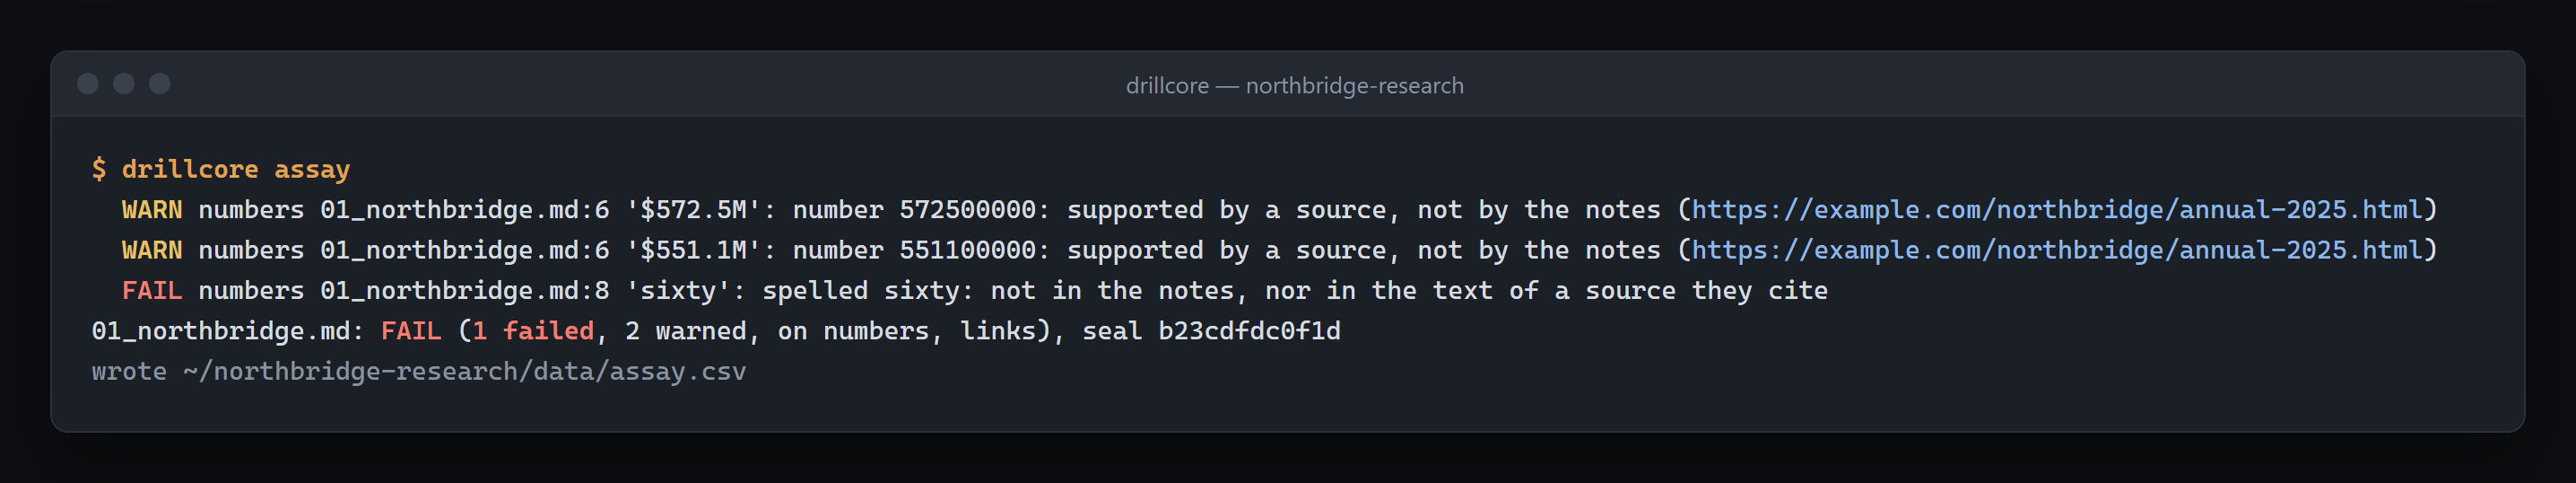 drillcore — northbridge-research
$ drillcore assay
WARN numbers 01_northbridge.md:6 '$572.5M': number 572500000: supported by a source, not by the notes (https://example.com/northbridge/annual-2025.html)
WARN numbers 01_northbridge.md:6 '$551.1M': number 551100000: supported by a source, not by the notes (https://example.com/northbridge/annual-2025.html)
FAIL numbers 01_northbridge.md:8 'sixty': spelled sixty: not in the notes, nor in the text of a source they cite
01_northbridge.md: FAIL (1 failed, 2 warned, on numbers, links), seal b23cdfdc0f1d
wrote ~/northbridge-research/data/assay.csv